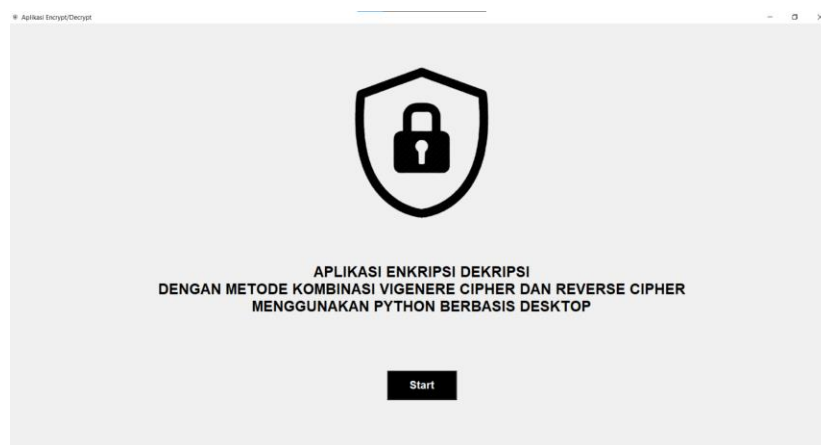 Aplikasi Encrypt/Decrypt
APLIKASI ENKRIPSI DEKRIPSI
DENGAN METODE KOMBINASI VIGENERE CIPHER DAN REVERSE CIPHER
MENGGUNAKAN PYTHON BERBASIS DESKTOP
Start